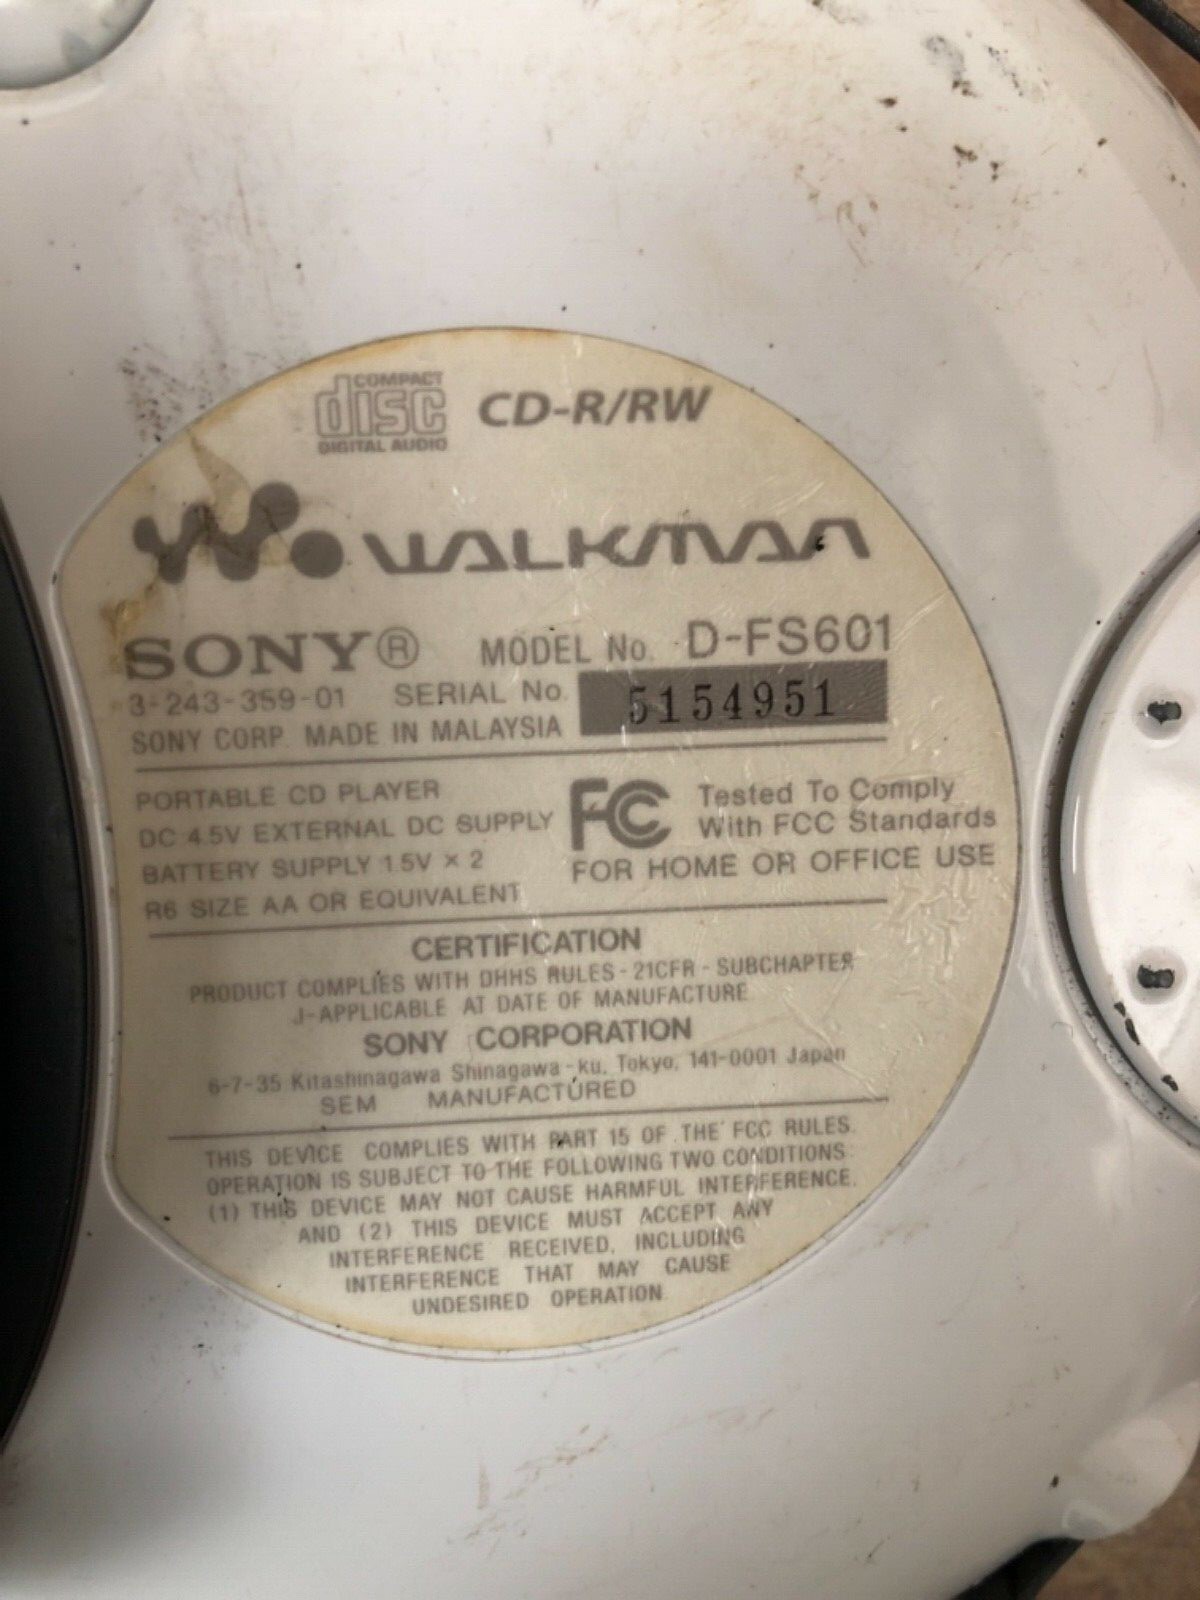 COMPACT
disc
DIGITAL AUDIO
CD-R/RW
WALKMAN
SONY® MODEL No. D-FS601
3-243-359-01 SERIAL No. 5154951
SONY CORP. MADE IN MALAYSIA
PORTABLE CD PLAYER
DC 4.5V EXTERNAL DC SUPPLY
BATTERY SUPPLY 1.5V × 2
R6 SIZE AA OR EQUIVALENT
FC Tested To Comply
With FCC Standards
FOR HOME OR OFFICE USE
CERTIFICATION
PRODUCT COMPLIES WITH DHHS RULES-21CFR-SUBCHAPTER
J-APPLICABLE AT DATE OF MANUFACTURE
SONY CORPORATION
6-7-35 Kitashinagawa Shinagawa-ku, Tokyo, 141-0001 Japan
SEM MANUFACTURED
THIS DEVICE COMPLIES WITH PART 15 OF THE FCC RULES.
OPERATION IS SUBJECT TO THE FOLLOWING TWO CONDITIONS
(1) THIS DEVICE MAY NOT CAUSE HARMFUL INTERFERENCE.
AND (2) THIS DEVICE MUST ACCEPT ANY
INTERFERENCE RECEIVED, INCLUDING
INTERFERENCE THAT MAY CAUSE
UNDESIRED OPERATION